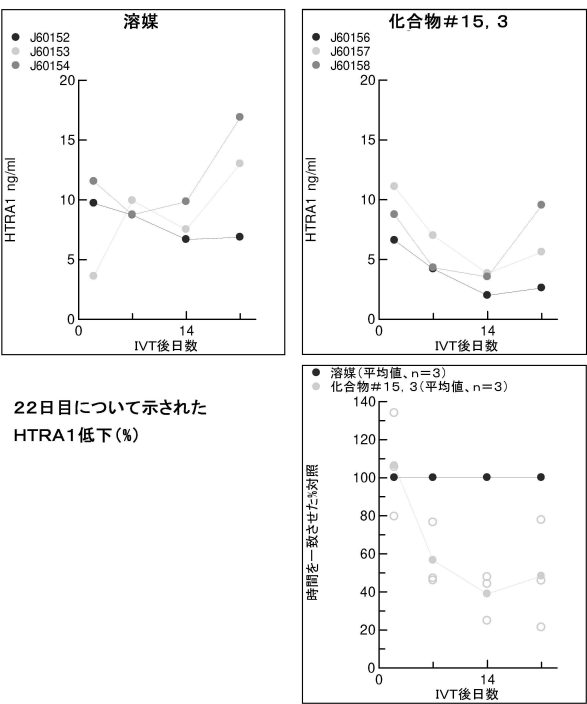 溶媒
J60152
J60153
J60154
20
15
10
5
0
HTRA1 ng/ml
0
14
IVT後日数
化合物＃15，3
J60156
J60157
J60158
20
15
10
5
0
HTRA1 ng/ml
0
14
IVT後日数
22日目について示された
HTRA1低下（%）
溶媒（平均値、n＝3）
化合物＃15，3（平均値、n＝3）
140
120
100
80
60
40
20
0
時間を一致させた%対照
0
14
IVT後日数